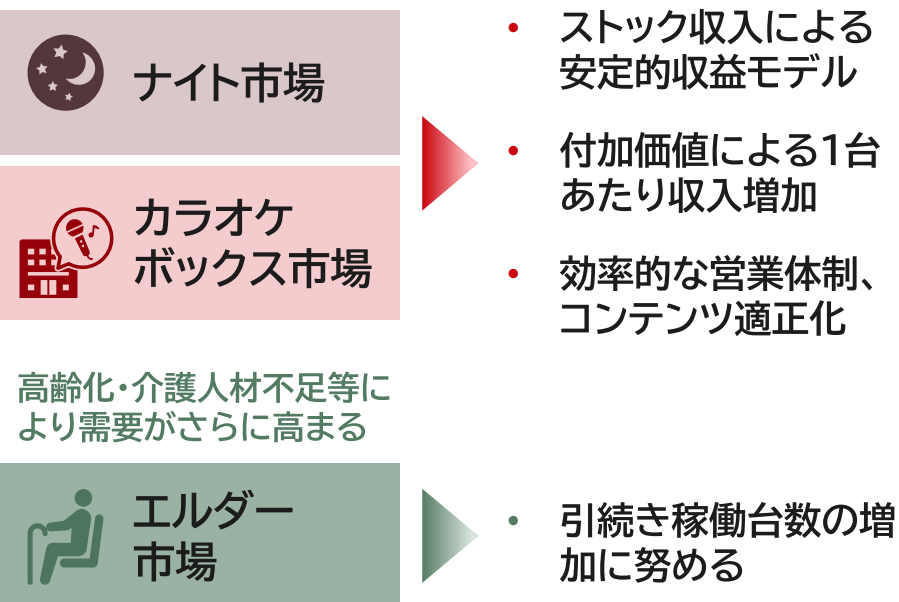 ナイト市場
カラオケ
ボックス市場
• ストック収入による
安定的収益モデル
• 付加価値による1台
あたり収入増加
• 効率的な営業体制、
コンテンツ適正化
高齢化・介護人材不足等に
より需要がさらに高まる
エルダー
市場
• 引続き稼働台数の増
加に努める